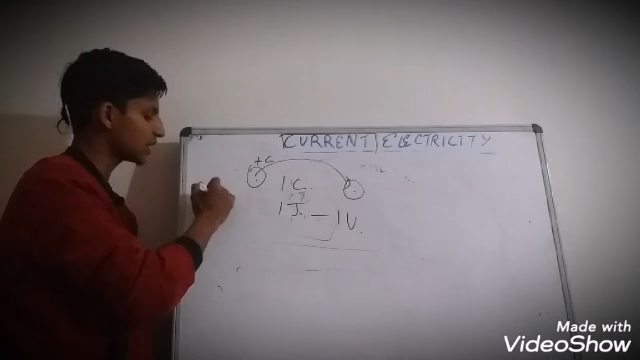 CURRENT ELECTRICITY
+C
1C.
1J – 1V.
Made with
VideoShow